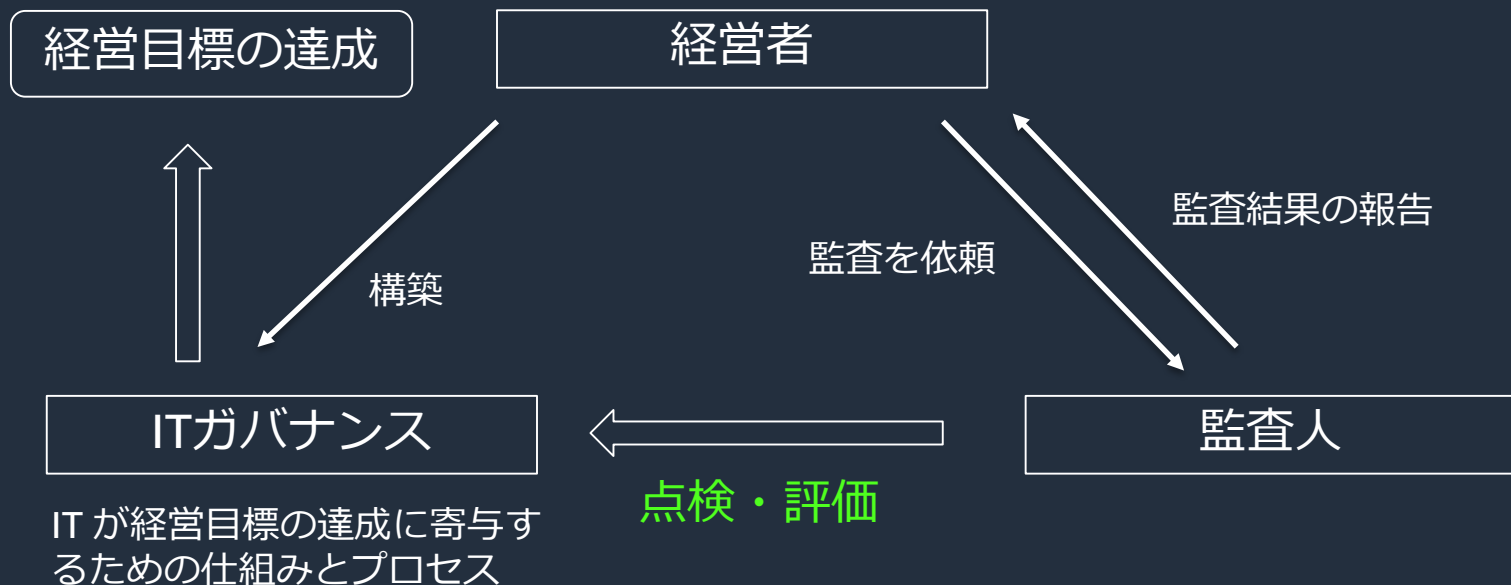 経営目標の達成
経営者
監査結果の報告
監査を依頼
構築
ITガバナンス
監査人
点検・評価
IT が経営目標の達成に寄与す
るための仕組みとプロセス